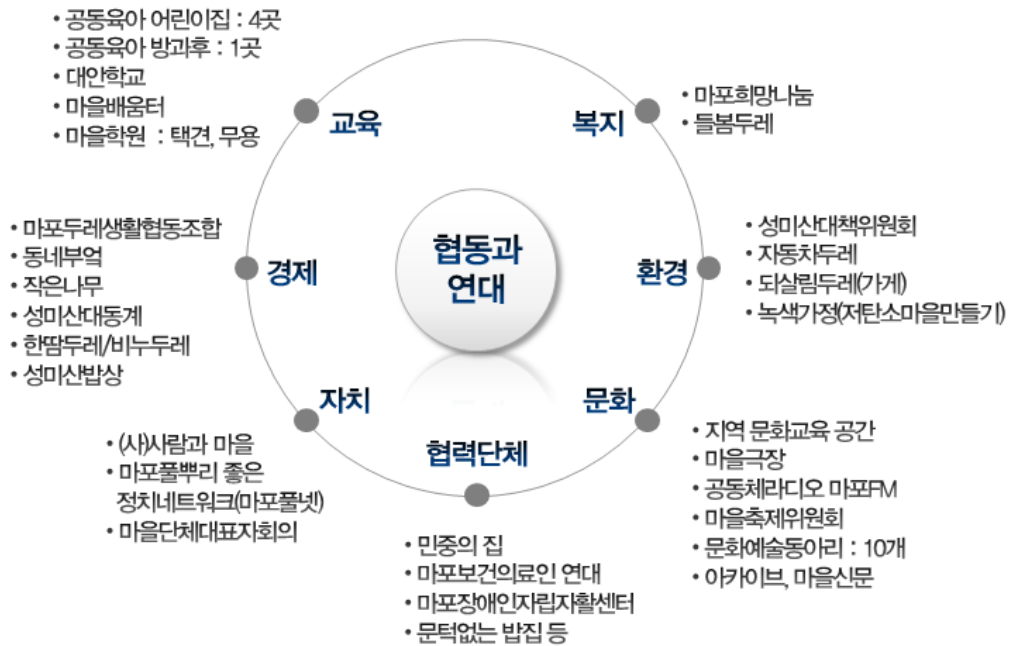 • 공동육아 어린이집 : 4곳
• 공동육아 방과후 : 1곳
• 대안학교
• 마을배움터
• 마을학원 : 택견, 무용
교육
복지
• 마포희망나눔
• 돌봄두레
• 마포두레생활협동조합
• 동네부엌
• 작은나무
• 성미산대동계
• 한땀두레/비누두레
• 성미산밥상
경제
협동과
연대
환경
• 성미산대책위원회
• 자동차두레
• 되살림두레(가게)
• 녹색가정(저탄소마을만들기)
자치
• (사)사람과 마을
• 마포풀뿌리 좋은
정치네트워크(마포풀넷)
• 마을단체대표자회의
협력단체
• 민중의 집
• 마포보건의료인 연대
• 마포장애인자립자활센터
• 문턱없는 밥집 등
문화
• 지역 문화교육 공간
• 마을극장
• 공동체라디오 마포FM
• 마을축제위원회
• 문화예술동아리 : 10개
• 아카이브, 마을신문